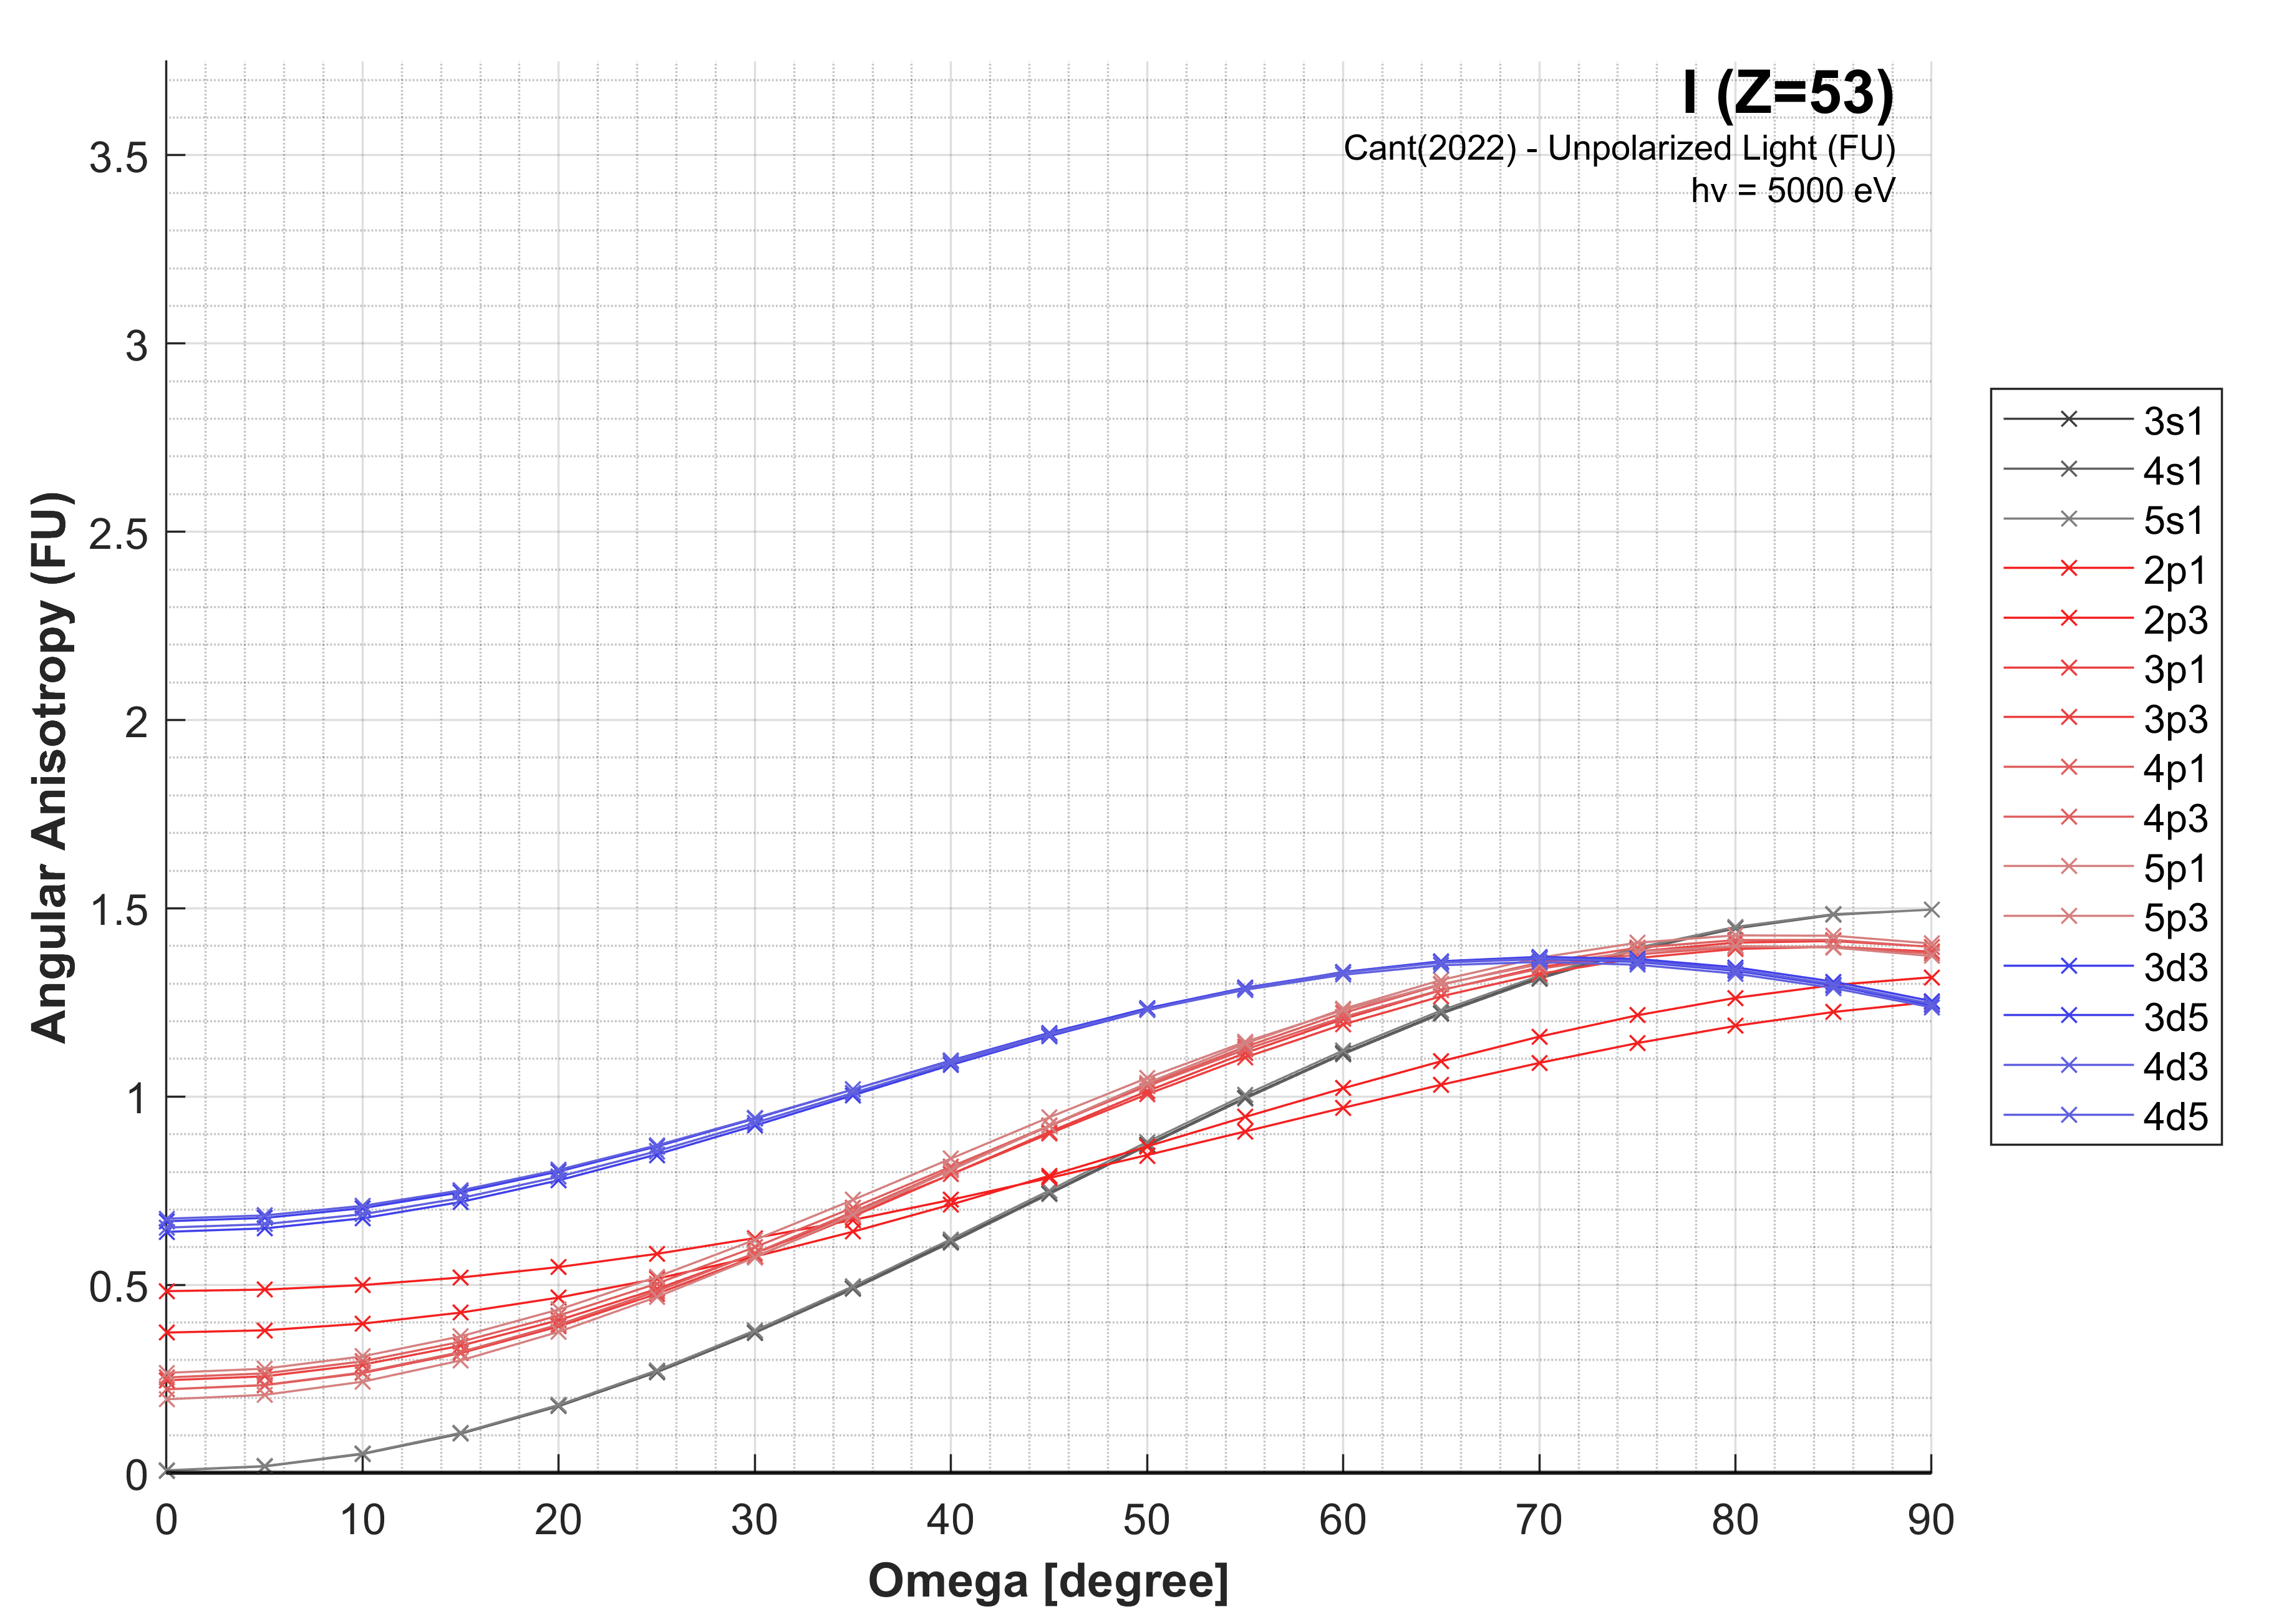 I (Z=53)
Cant(2022) - Unpolarized Light (FU)
hv = 5000 eV
Angular Anisotropy (FU)
3.5
3
2.5
2
1.5
1
0.5
0
0 10 20 30 40 50 60 70 80 90
Omega [degree]
3s1
4s1
5s1
2p1
2p3
3p1
3p3
4p1
4p3
5p1
5p3
3d3
3d5
4d3
4d5